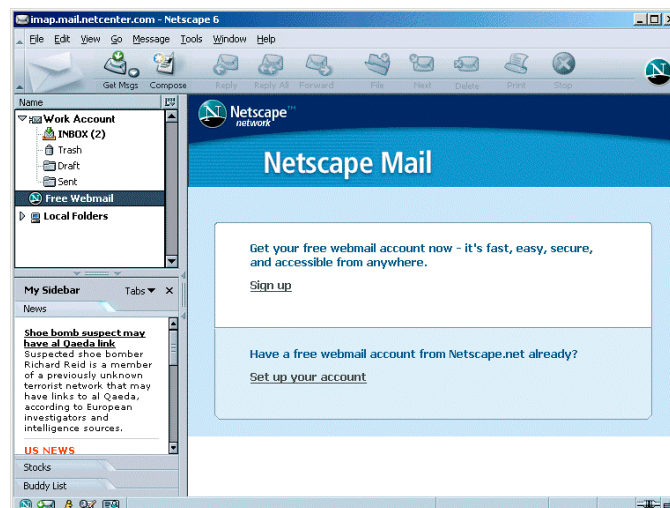 imap.mail.netcenter.com - Netscape 6
File Edit View Go Message Tools Window Help
Get Msgs Compose Reply Reply All Forward File Next Delete Print Stop
N
Name
Work Account
INBOX (2)
Trash
Draft
Sent
Free Webmail
Local Folders
My Sidebar Tabs
News
Shoe bomb suspect may
have al Qaeda link
Suspected shoe bomber
Richard Reid is a member
of a previously unknown
terrorist network that may
have links to al Qaeda,
according to European
investigators and
intelligence sources.
US NEWS
Stocks
Buddy List
N Netscape™
network
Netscape Mail
Get your free webmail account now - it's fast, easy, secure,
and accessible from anywhere.
Sign up
Have a free webmail account from Netscape.net already?
Set up your account